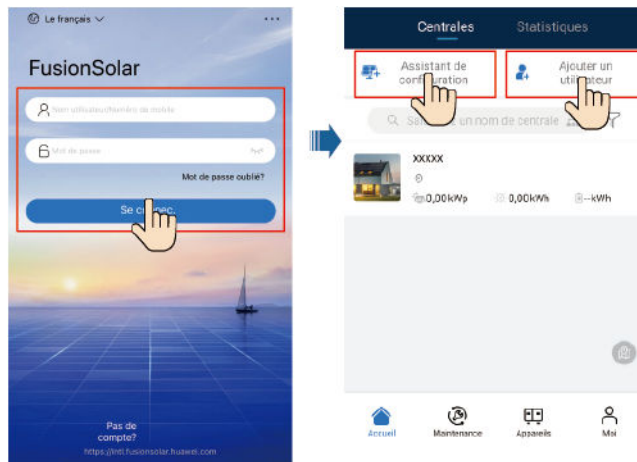 Le français
FusionSolar
Nom utilisateur/Numéro de mobile
Mot de passe
Mot de passe oublié?
Se connec.
Pas de
compte?
https://intl.fusionsolar.huawei.com
Centrales Statistiques
Assistant de
configuration
Ajouter un
utilisateur
un nom de centrale
XXXXX
0,00kWp 0,00kWh --kWh
Accueil Maintenance Appareils Moi